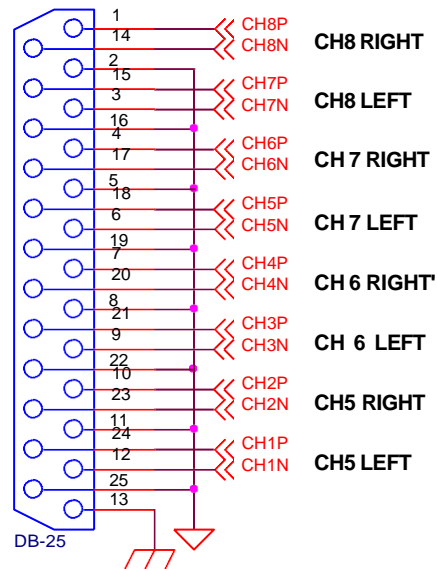 1 CH8P
14 CH8N CH8 RIGHT
2
15 CH7P
3 CH7N CH8 LEFT
16
4 CH6P
17 CH6N CH 7 RIGHT
5
18 CH5P
6 CH5N CH 7 LEFT
19
7 CH4P
20 CH4N CH 6 RIGHT'
8
21 CH3P
9 CH3N CH 6 LEFT
22
10 CH2P
23 CH2N CH5 RIGHT
11
24 CH1P
12 CH1N CH5 LEFT
25
13
DB-25